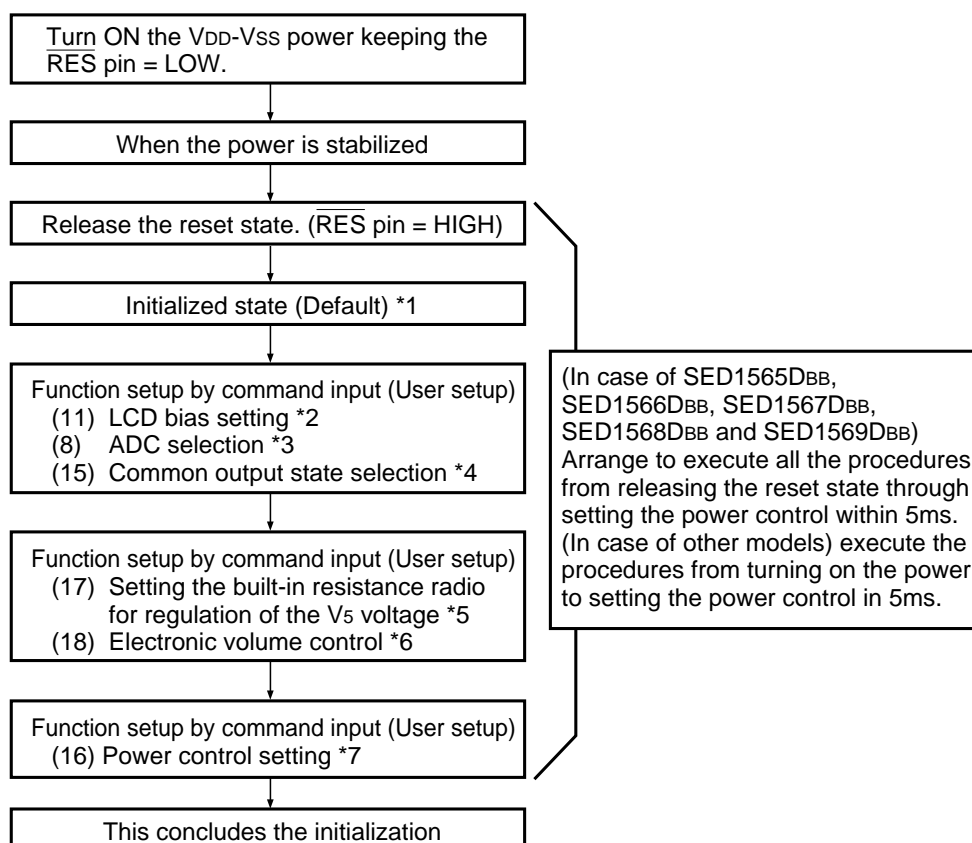 Turn ON the VDD-VSS power keeping the
RES pin = LOW.
When the power is stabilized
Release the reset state. (RES pin = HIGH)
Initialized state (Default) *1
Function setup by command input (User setup)
(11) LCD bias setting *2
(8) ADC selection *3
(15) Common output state selection *4
Function setup by command input (User setup)
(17) Setting the built-in resistance radio
for regulation of the V5 voltage *5
(18) Electronic volume control *6
Function setup by command input (User setup)
(16) Power control setting *7
This concludes the initialization
(In case of SED1565DBB,
SED1566DBB, SED1567DBB,
SED1568DBB and SED1569DBB)
Arrange to execute all the procedures
from releasing the reset state through
setting the power control within 5ms.
(In case of other models) execute the
procedures from turning on the power
to setting the power control in 5ms.